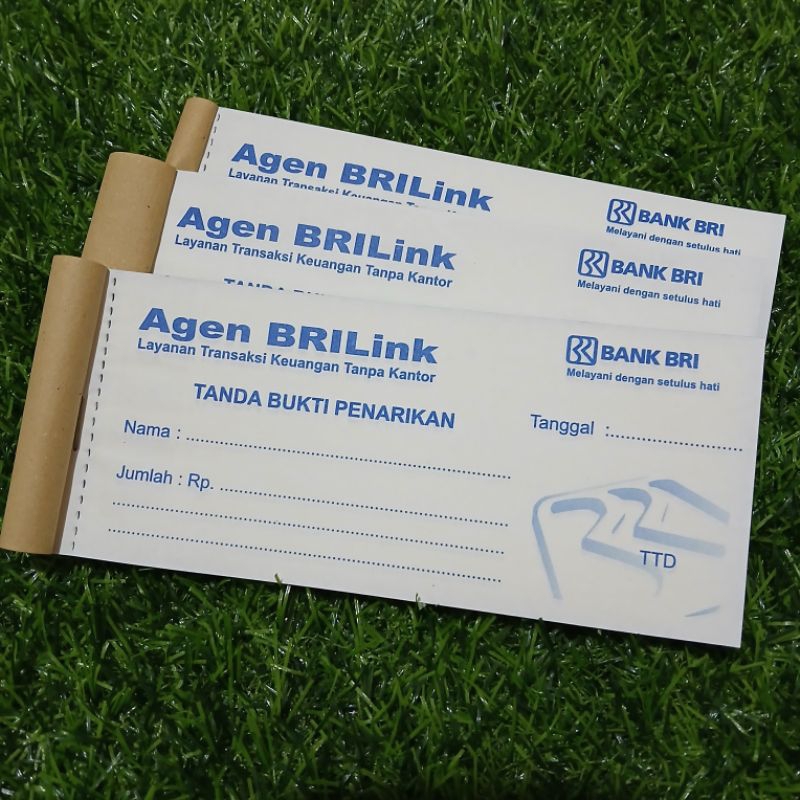 Agen BRILink
Layanan Transaksi Keuangan
BANK BRI
Melayani dengan setulus hati
Agen BRILink
Layanan Transaksi Keuangan Tanpa Kantor
BANK BRI
Melayani dengan setulus hati
TANDA
Agen BRILink
Layanan Transaksi Keuangan Tanpa Kantor
BANK BRI
Melayani dengan setulus hati
TANDA BUKTI PENARIKAN
Tanggal :....................
Nama : ..................................................
Jumlah : Rp. ............................................
TTD